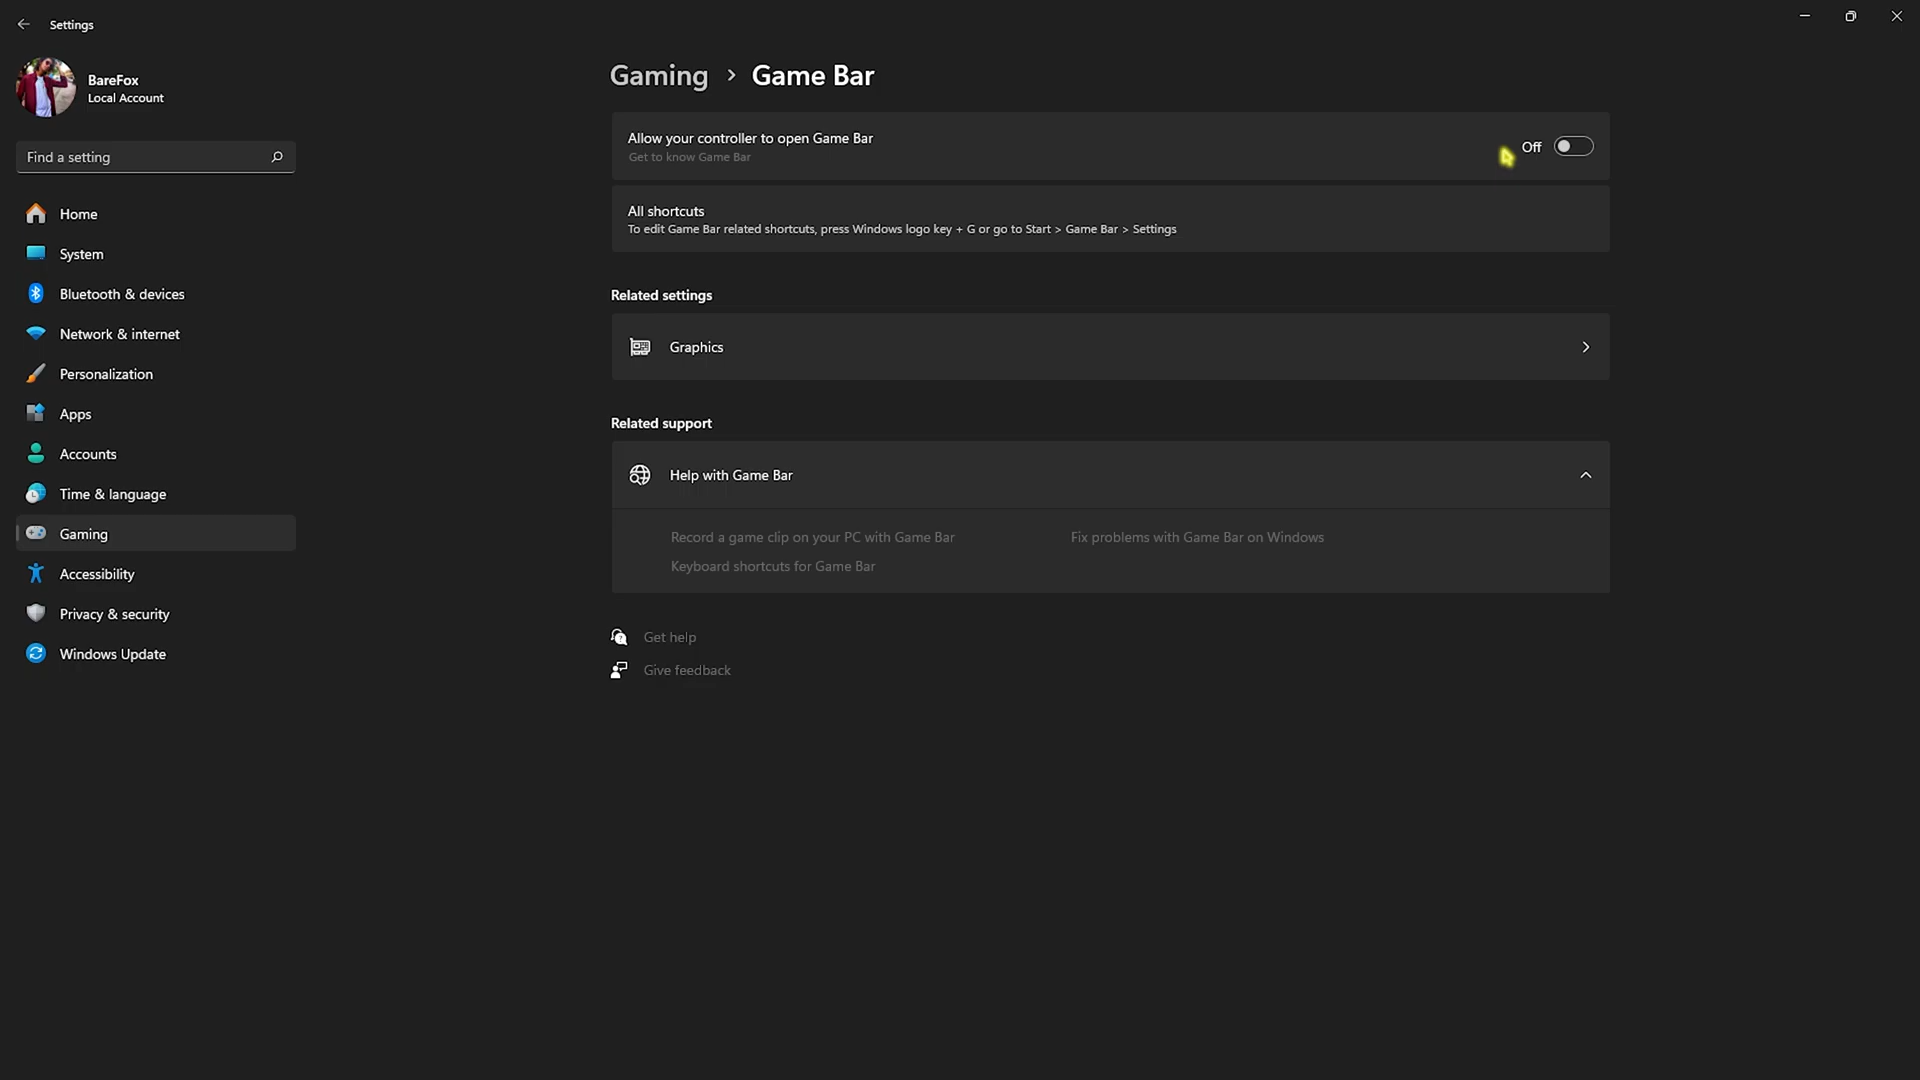 Settings
BareFox
Local Account
Find a setting
Home
System
Bluetooth & devices
Network & internet
Personalization
Apps
Accounts
Time & language
Gaming
Accessibility
Privacy & security
Windows Update
Gaming > Game Bar
Allow your controller to open Game Bar
Get to know Game Bar
Off
All shortcuts
To edit Game Bar related shortcuts, press Windows logo key + G or go to Start > Game Bar > Settings
Related settings
Graphics
Related support
Help with Game Bar
Record a game clip on your PC with Game Bar
Fix problems with Game Bar on Windows
Keyboard shortcuts for Game Bar
Get help
Give feedback